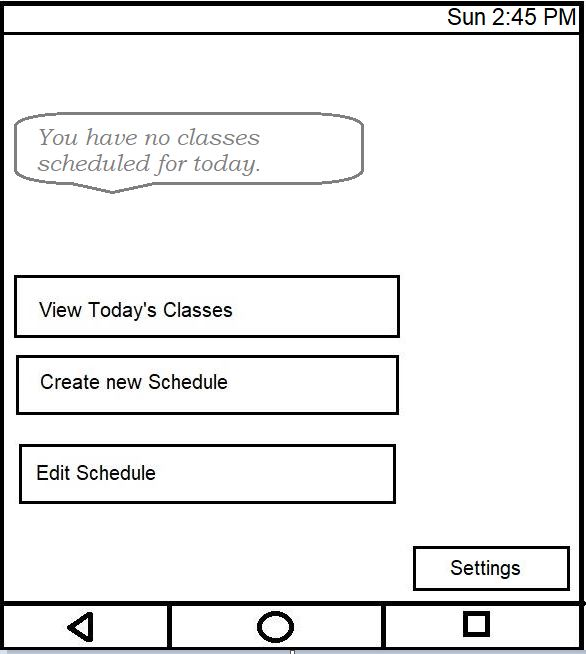 Sun 2:45 PM
You have no classes
scheduled for today.
View Today's Classes
Create new Schedule
Edit Schedule
Settings